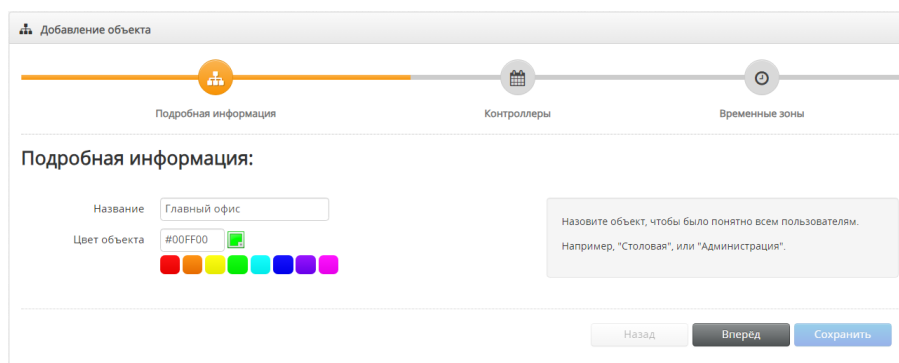 Добавление объекта
Подробная информация Контроллеры Временные зоны
Подробная информация:
Название Главный офис
Цвет объекта #00FF00
Назовите объект, чтобы было понятно всем пользователям.
Например, "Столовая", или "Администрация".
Назад Вперёд Сохранить